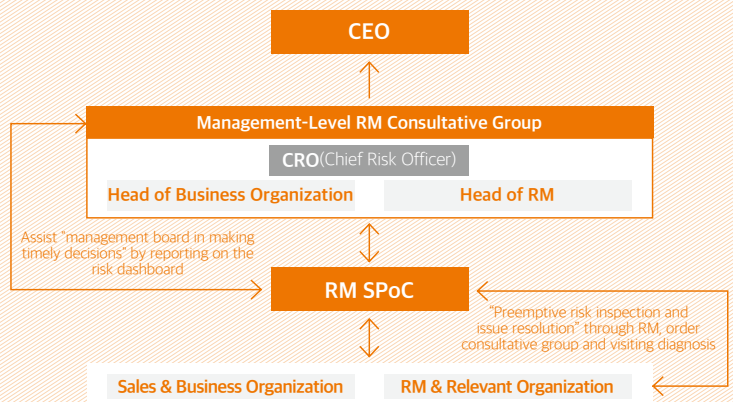 CEO
Management-Level RM Consultative Group
CRO(Chief Risk Officer)
Head of Business Organization
Head of RM
Assist "management board in making
timely decisions" by reporting on the
risk dashboard
RM SPoC
"Preemptive risk inspection and
issue resolution” through RM, order
consultative group and visiting diagnosis
Sales & Business Organization
RM & Relevant Organization